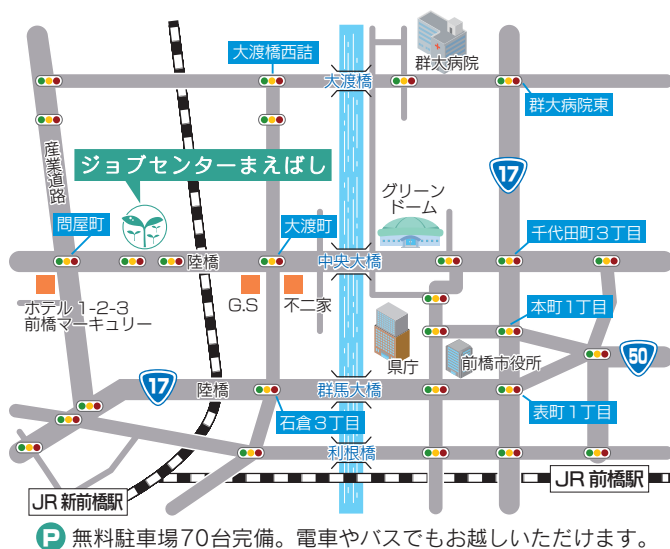 大渡橋西詰
群大病院
大渡橋
群大病院東
産業道路
ジョブセンターまえばし
17
グリーン
ドーム
問屋町
大渡町
千代田町3丁目
陸橋
中央大橋
ホテル 1-2-3
前橋マーキュリー
G.S
不二家
本町1丁目
県庁
前橋市役所
50
17
陸橋
群馬大橋
石倉3丁目
表町1丁目
利根橋
JR 新前橋駅
JR 前橋駅
P 無料駐車場70台完備。電車やバスでもお越しいただけます。